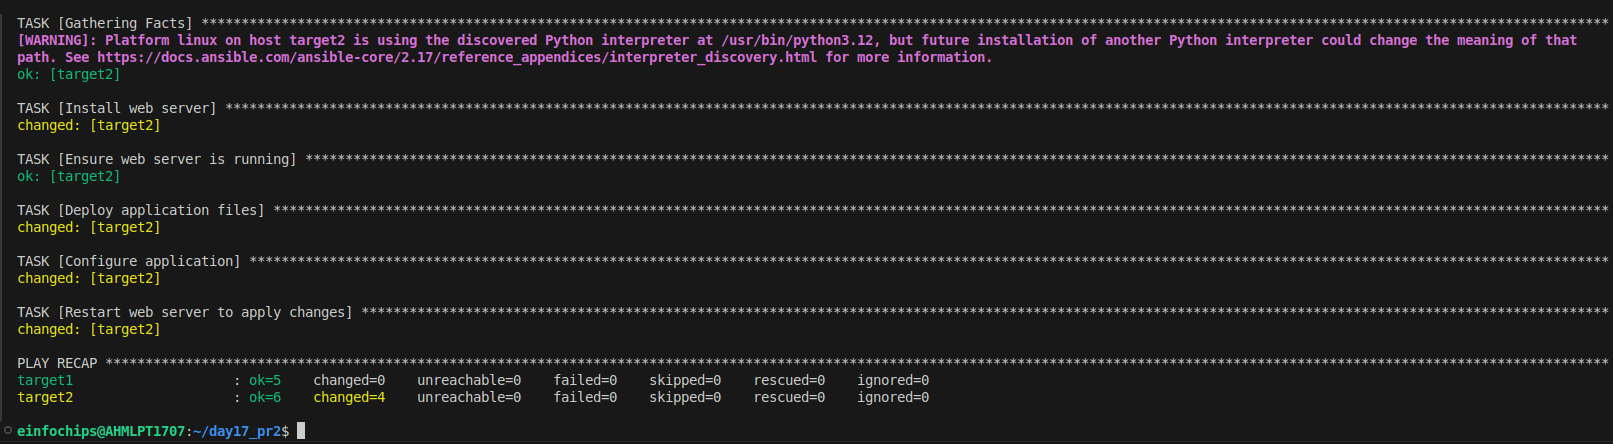 TASK [Gathering Facts] ********************************************************************************************************************************************************************************
[WARNING]: Platform linux on host target2 is using the discovered Python interpreter at /usr/bin/python3.12, but future installation of another Python interpreter could change the meaning of that
path. See https://docs.ansible.com/ansible-core/2.17/reference_appendices/interpreter_discovery.html for more information.
ok: [target2]
TASK [Install web server] *****************************************************************************************************************************************************************************
changed: [target2]
TASK [Ensure web server is running] *******************************************************************************************************************************************************************
ok: [target2]
TASK [Deploy application files] ***********************************************************************************************************************************************************************
changed: [target2]
TASK [Configure application] **************************************************************************************************************************************************************************
changed: [target2]
TASK [Restart web server to apply changes] ************************************************************************************************************************************************************
changed: [target2]
PLAY RECAP ********************************************************************************************************************************************************************************************
target1 : ok=5 changed=0 unreachable=0 failed=0 skipped=0 rescued=0 ignored=0
target2 : ok=6 changed=4 unreachable=0 failed=0 skipped=0 rescued=0 ignored=0
einfochips@AHMLPT1707:~/day17_pr2$